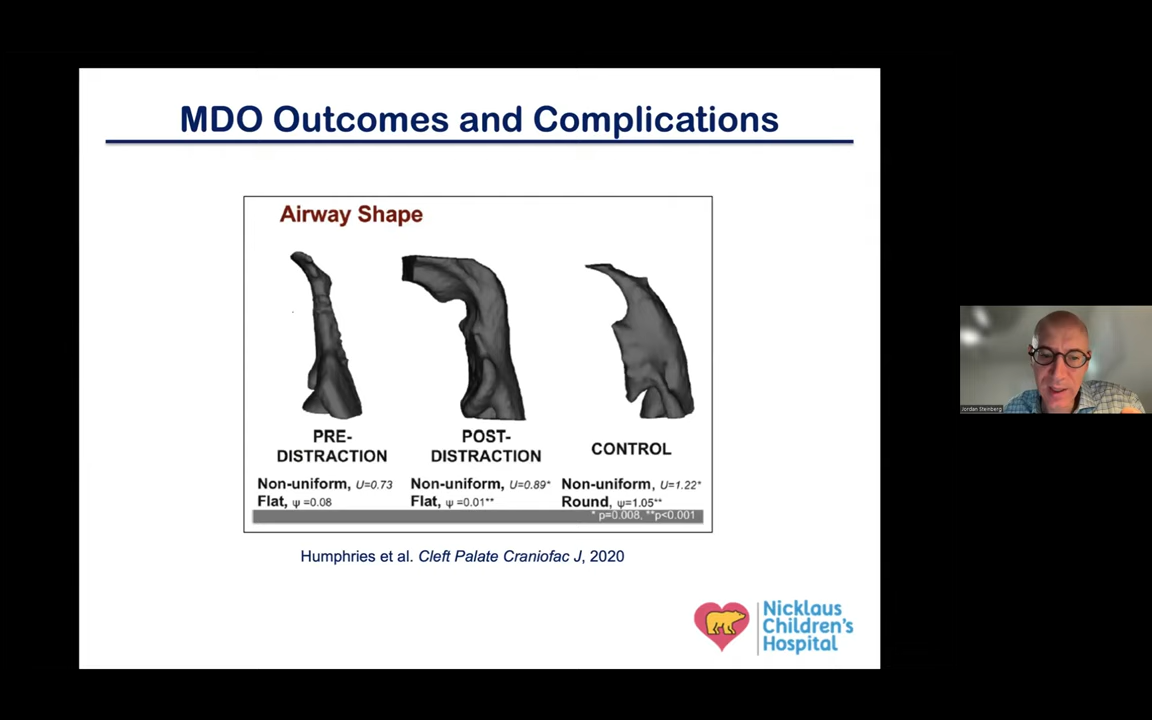 MDO Outcomes and Complications
Airway Shape
PRE-
DISTRACTION
POST-
DISTRACTION
CONTROL
Non-uniform, U=0.73
Flat, ψ =0.08
Non-uniform, U=0.89*
Flat, ψ =0.01**
Non-uniform, U=1.22*
Round, ψ=1.05**
* p=0.008, **p<0.001
Humphries et al. Cleft Palate Craniofac J, 2020
Nicklaus
Children's
Hospital
Jordan Steinberg